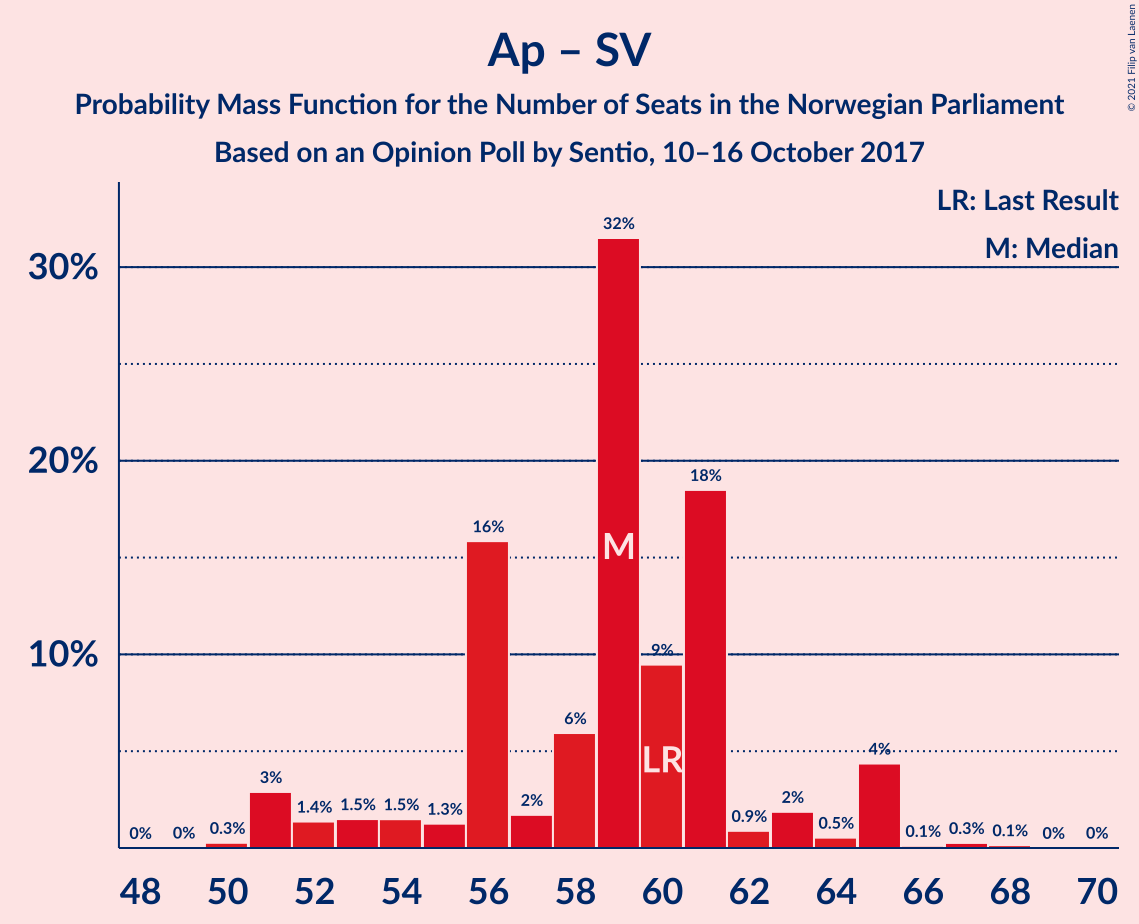 Ap – SV
Probability Mass Function for the Number of Seats in the Norwegian Parliament
Based on an Opinion Poll by Sentio, 10–16 October 2017
© 2021 Filip van Laenen
LR: Last Result
M: Median
30%
20%
10%
0%
0%
0.3%
3%
1.4%
1.5%
1.5%
1.3%
16%
2%
6%
32%
9%
18%
0.9%
2%
0.5%
4%
0.1%
0.3%
0.1%
0%
0%
M
LR
48 50 52 54 56 58 60 62 64 66 68 70